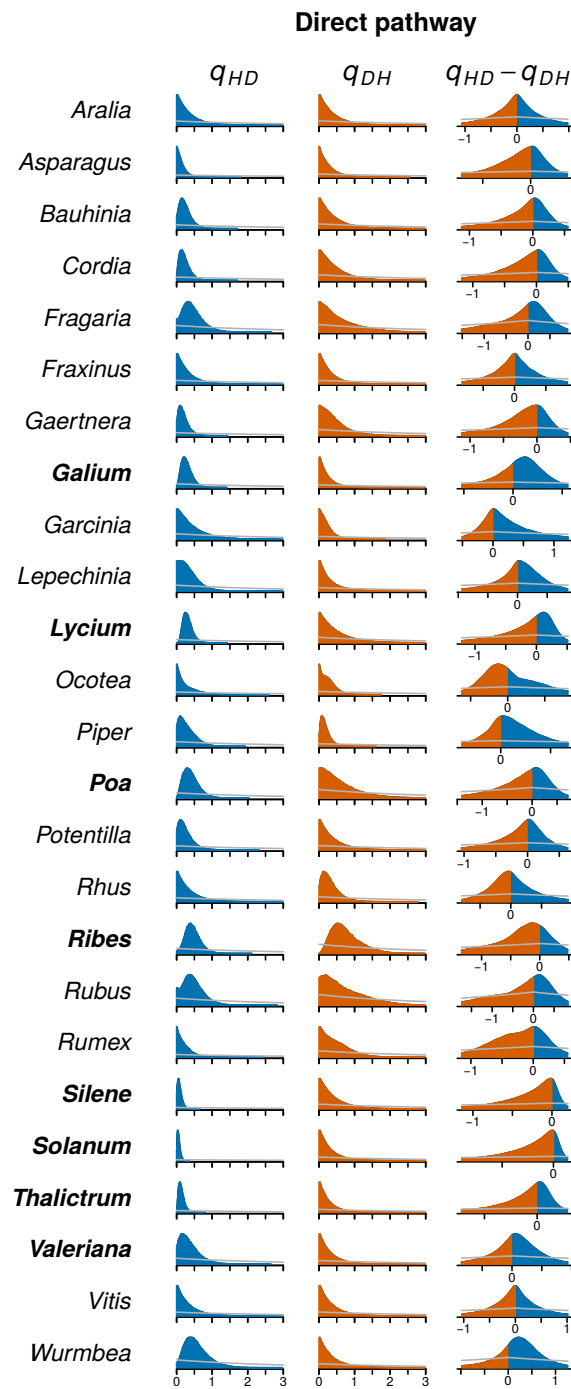 Direct pathway
q_HD q_DH q_HD − q_DH
Aralia
−1 0
Asparagus
0
Bauhinia
−1 0
Cordia
−1 0
Fragaria
−1 0
Fraxinus
0
Gaertnera
−1 0
Galium
0
Garcinia
0 1
Lepechinia
0
Lycium
−1 0
Ocotea
0
Piper
0
Poa
−1 0
Potentilla
−1 0
Rhus
0
Ribes
−1 0
Rubus
−1 0
Rumex
−1 0
Silene
−1 0
Solanum
0
Thalictrum
0
Valeriana
0
Vitis
−1 0 1
Wurmbea
0 1 2 3 0 1 2 3 0